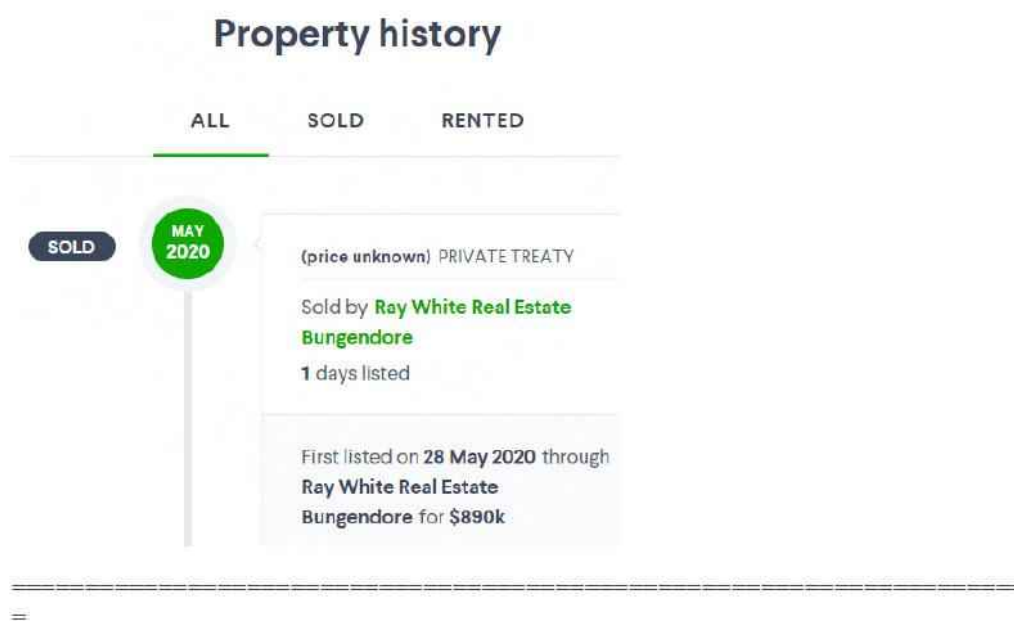 Property history
ALL SOLD RENTED
SOLD
MAY
2020
(price unknown) PRIVATE TREATY
Sold by Ray White Real Estate
Bungendore
1 days listed
First listed on 28 May 2020 through
Ray White Real Estate
Bungendore for $890k
=====================================================================
=